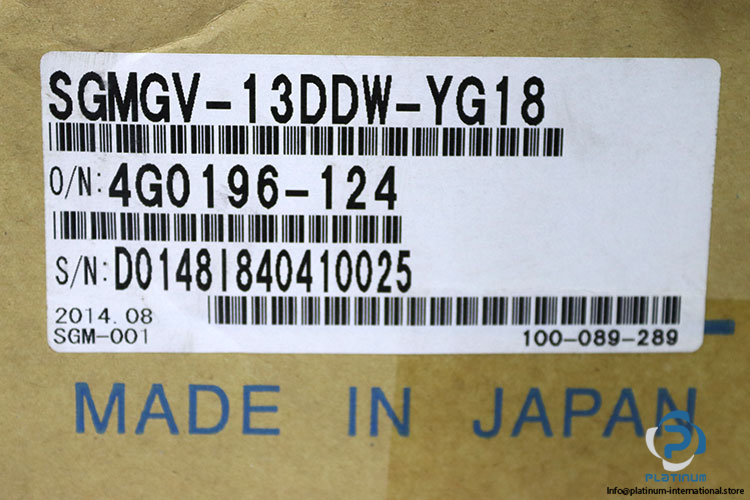 SGMGV-13DDW-YG18
O/N: 4G0196-124
S/N: D0148I840410025
2014.08
SGM-001
100-089-289
MADE IN JAPAN
PLATINUM
Info@platinum-international.store